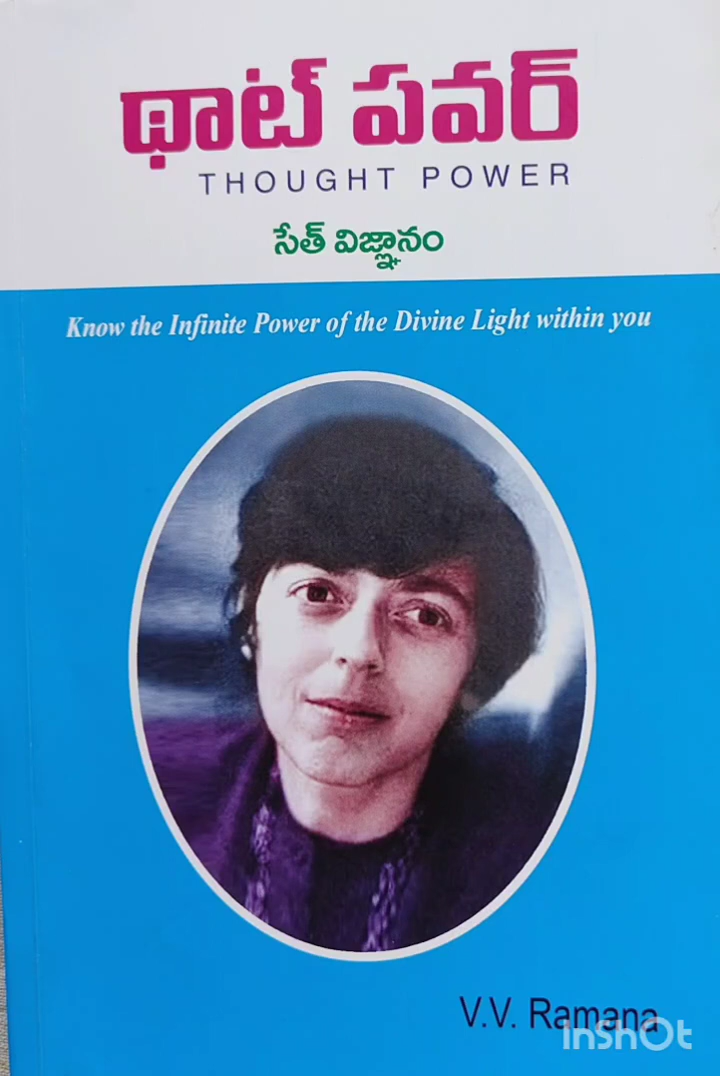 థాట్ పవర్
THOUGHT POWER
సేత్ విజ్ఞానం
Know the Infinite Power of the Divine Light within you
V.V. Ramana
InShOt